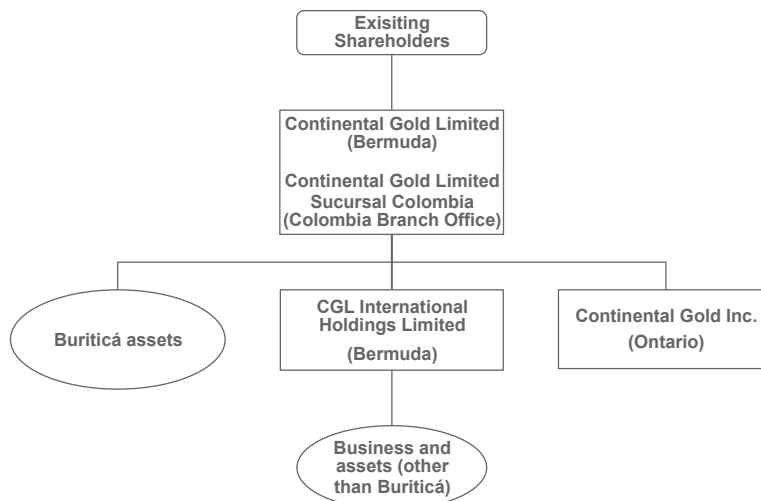 Exisiting
Shareholders
Continental Gold Limited
(Bermuda)
Continental Gold Limited
Sucursal Colombia
(Colombia Branch Office)
Buriticá assets
CGL International
Holdings Limited
(Bermuda)
Continental Gold Inc.
(Ontario)
Business and
assets (other
than Buriticá)